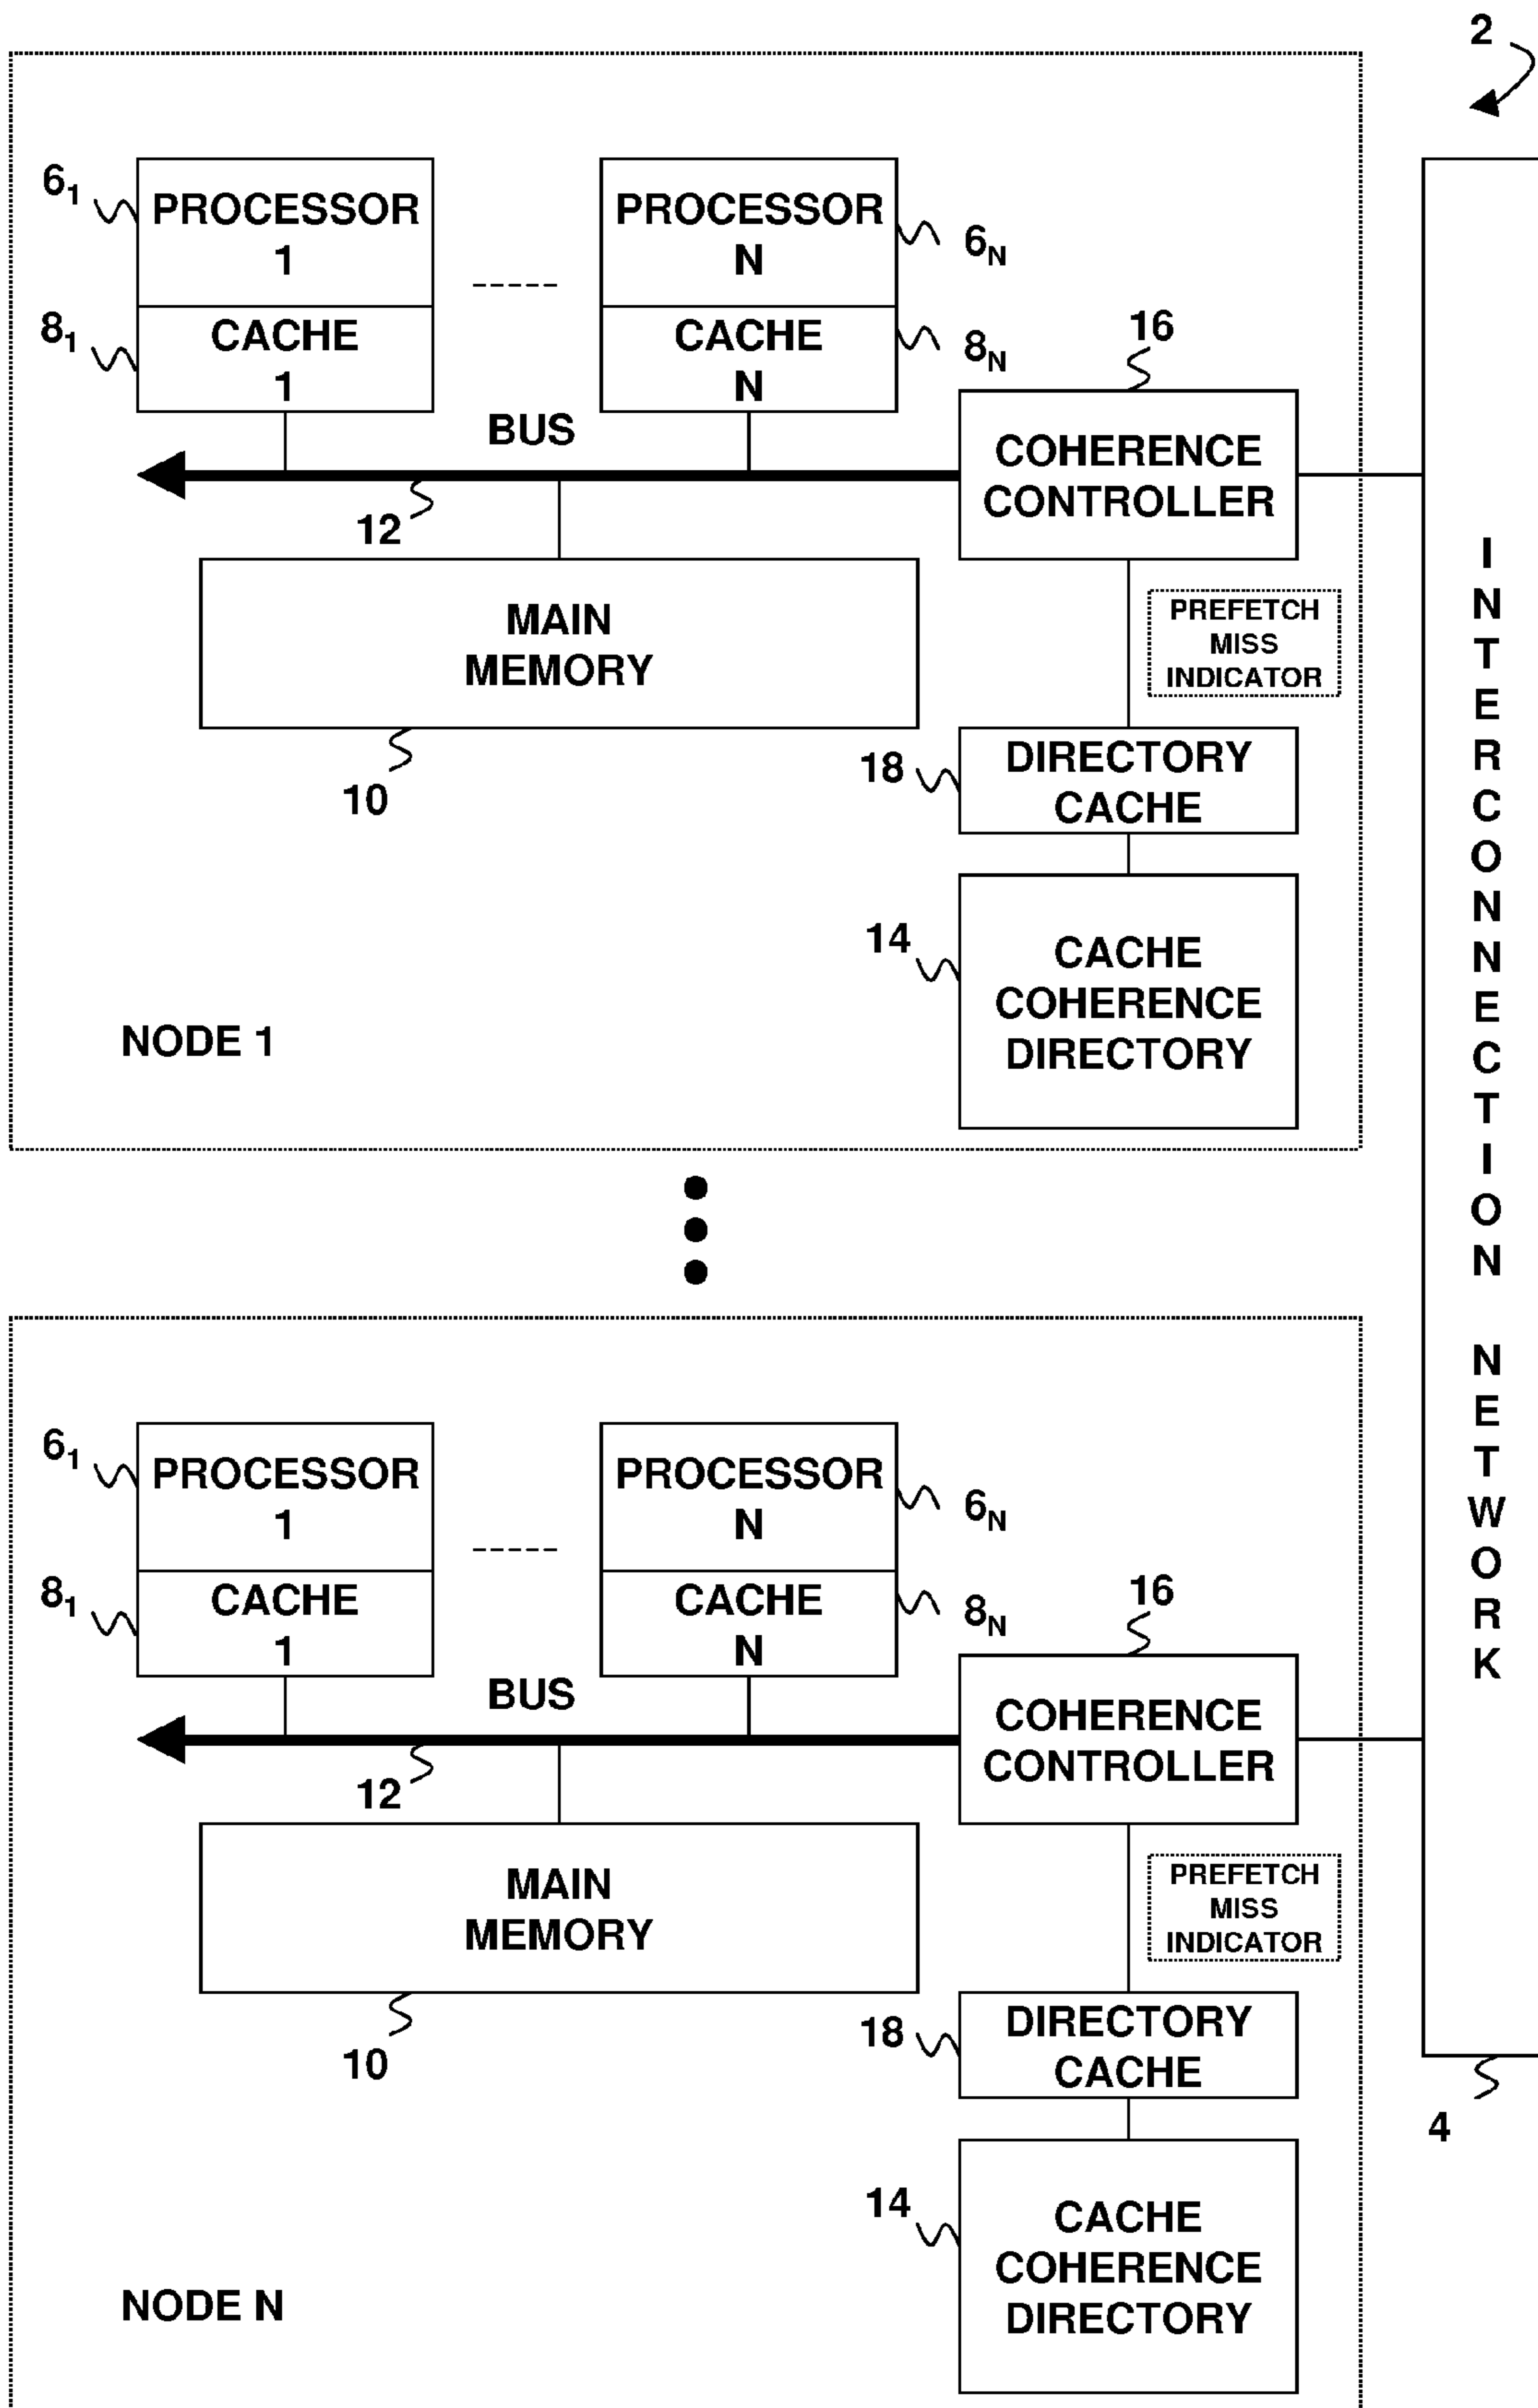 2
6₁
PROCESSOR
1
PROCESSOR
N
6N
8₁
CACHE
1
CACHE
N
8N
16
BUS
COHERENCE
CONTROLLER
12
MAIN
MEMORY
PREFETCH
MISS
INDICATOR
10
18
DIRECTORY
CACHE
14
CACHE
COHERENCE
DIRECTORY
NODE 1
INTERCONNECTION NETWORK
6₁
PROCESSOR
1
PROCESSOR
N
6N
8₁
CACHE
1
CACHE
N
8N
16
BUS
COHERENCE
CONTROLLER
12
MAIN
MEMORY
PREFETCH
MISS
INDICATOR
10
18
DIRECTORY
CACHE
4
14
CACHE
COHERENCE
DIRECTORY
NODE N